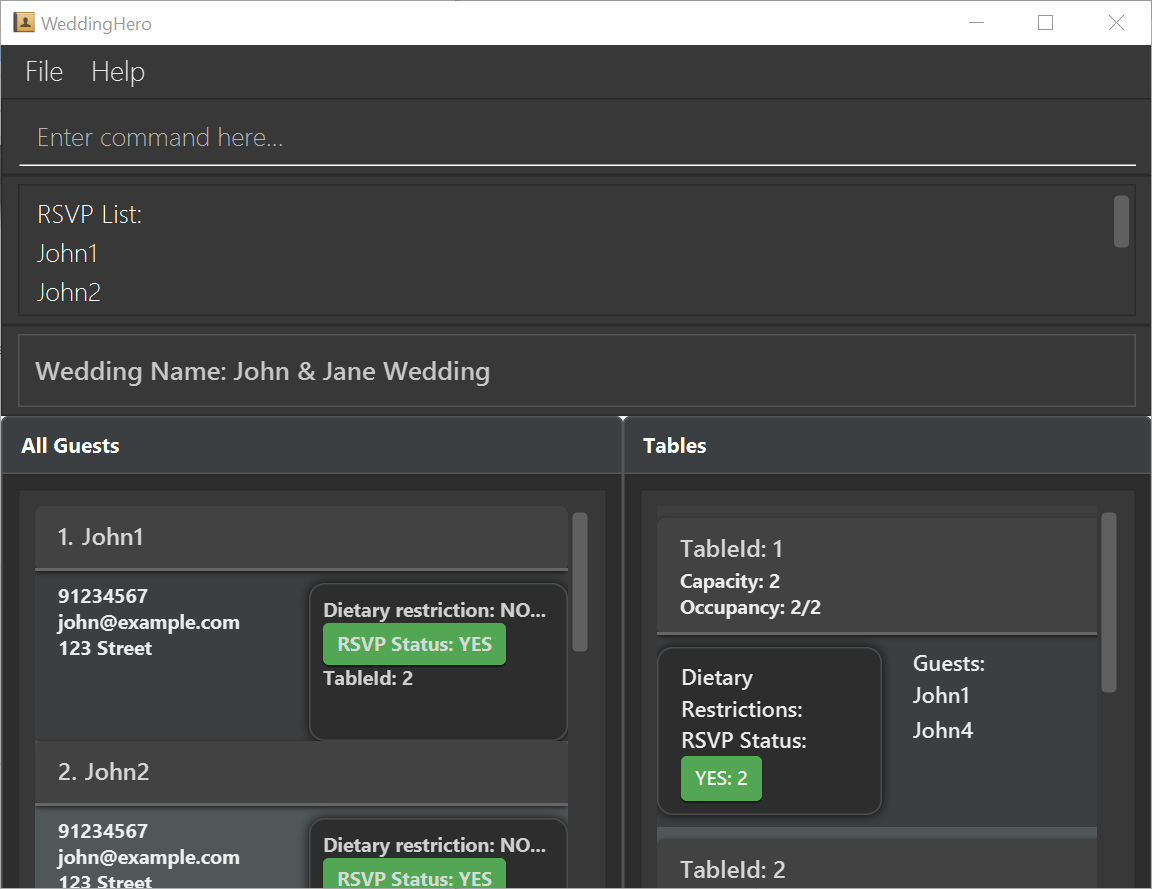 WeddingHero
File Help
Enter command here...
RSVP List:
John1
John2
Wedding Name: John & Jane Wedding
All Guests
1. John1
91234567
john@example.com
123 Street
Dietary restriction: NO...
RSVP Status: YES
TableId: 2
2. John2
91234567
john@example.com
123 Street
Dietary restriction: NO...
RSVP Status: YES
Tables
TableId: 1
Capacity: 2
Occupancy: 2/2
Dietary
Restrictions:
RSVP Status:
YES: 2
Guests:
John1
John4
TableId: 2